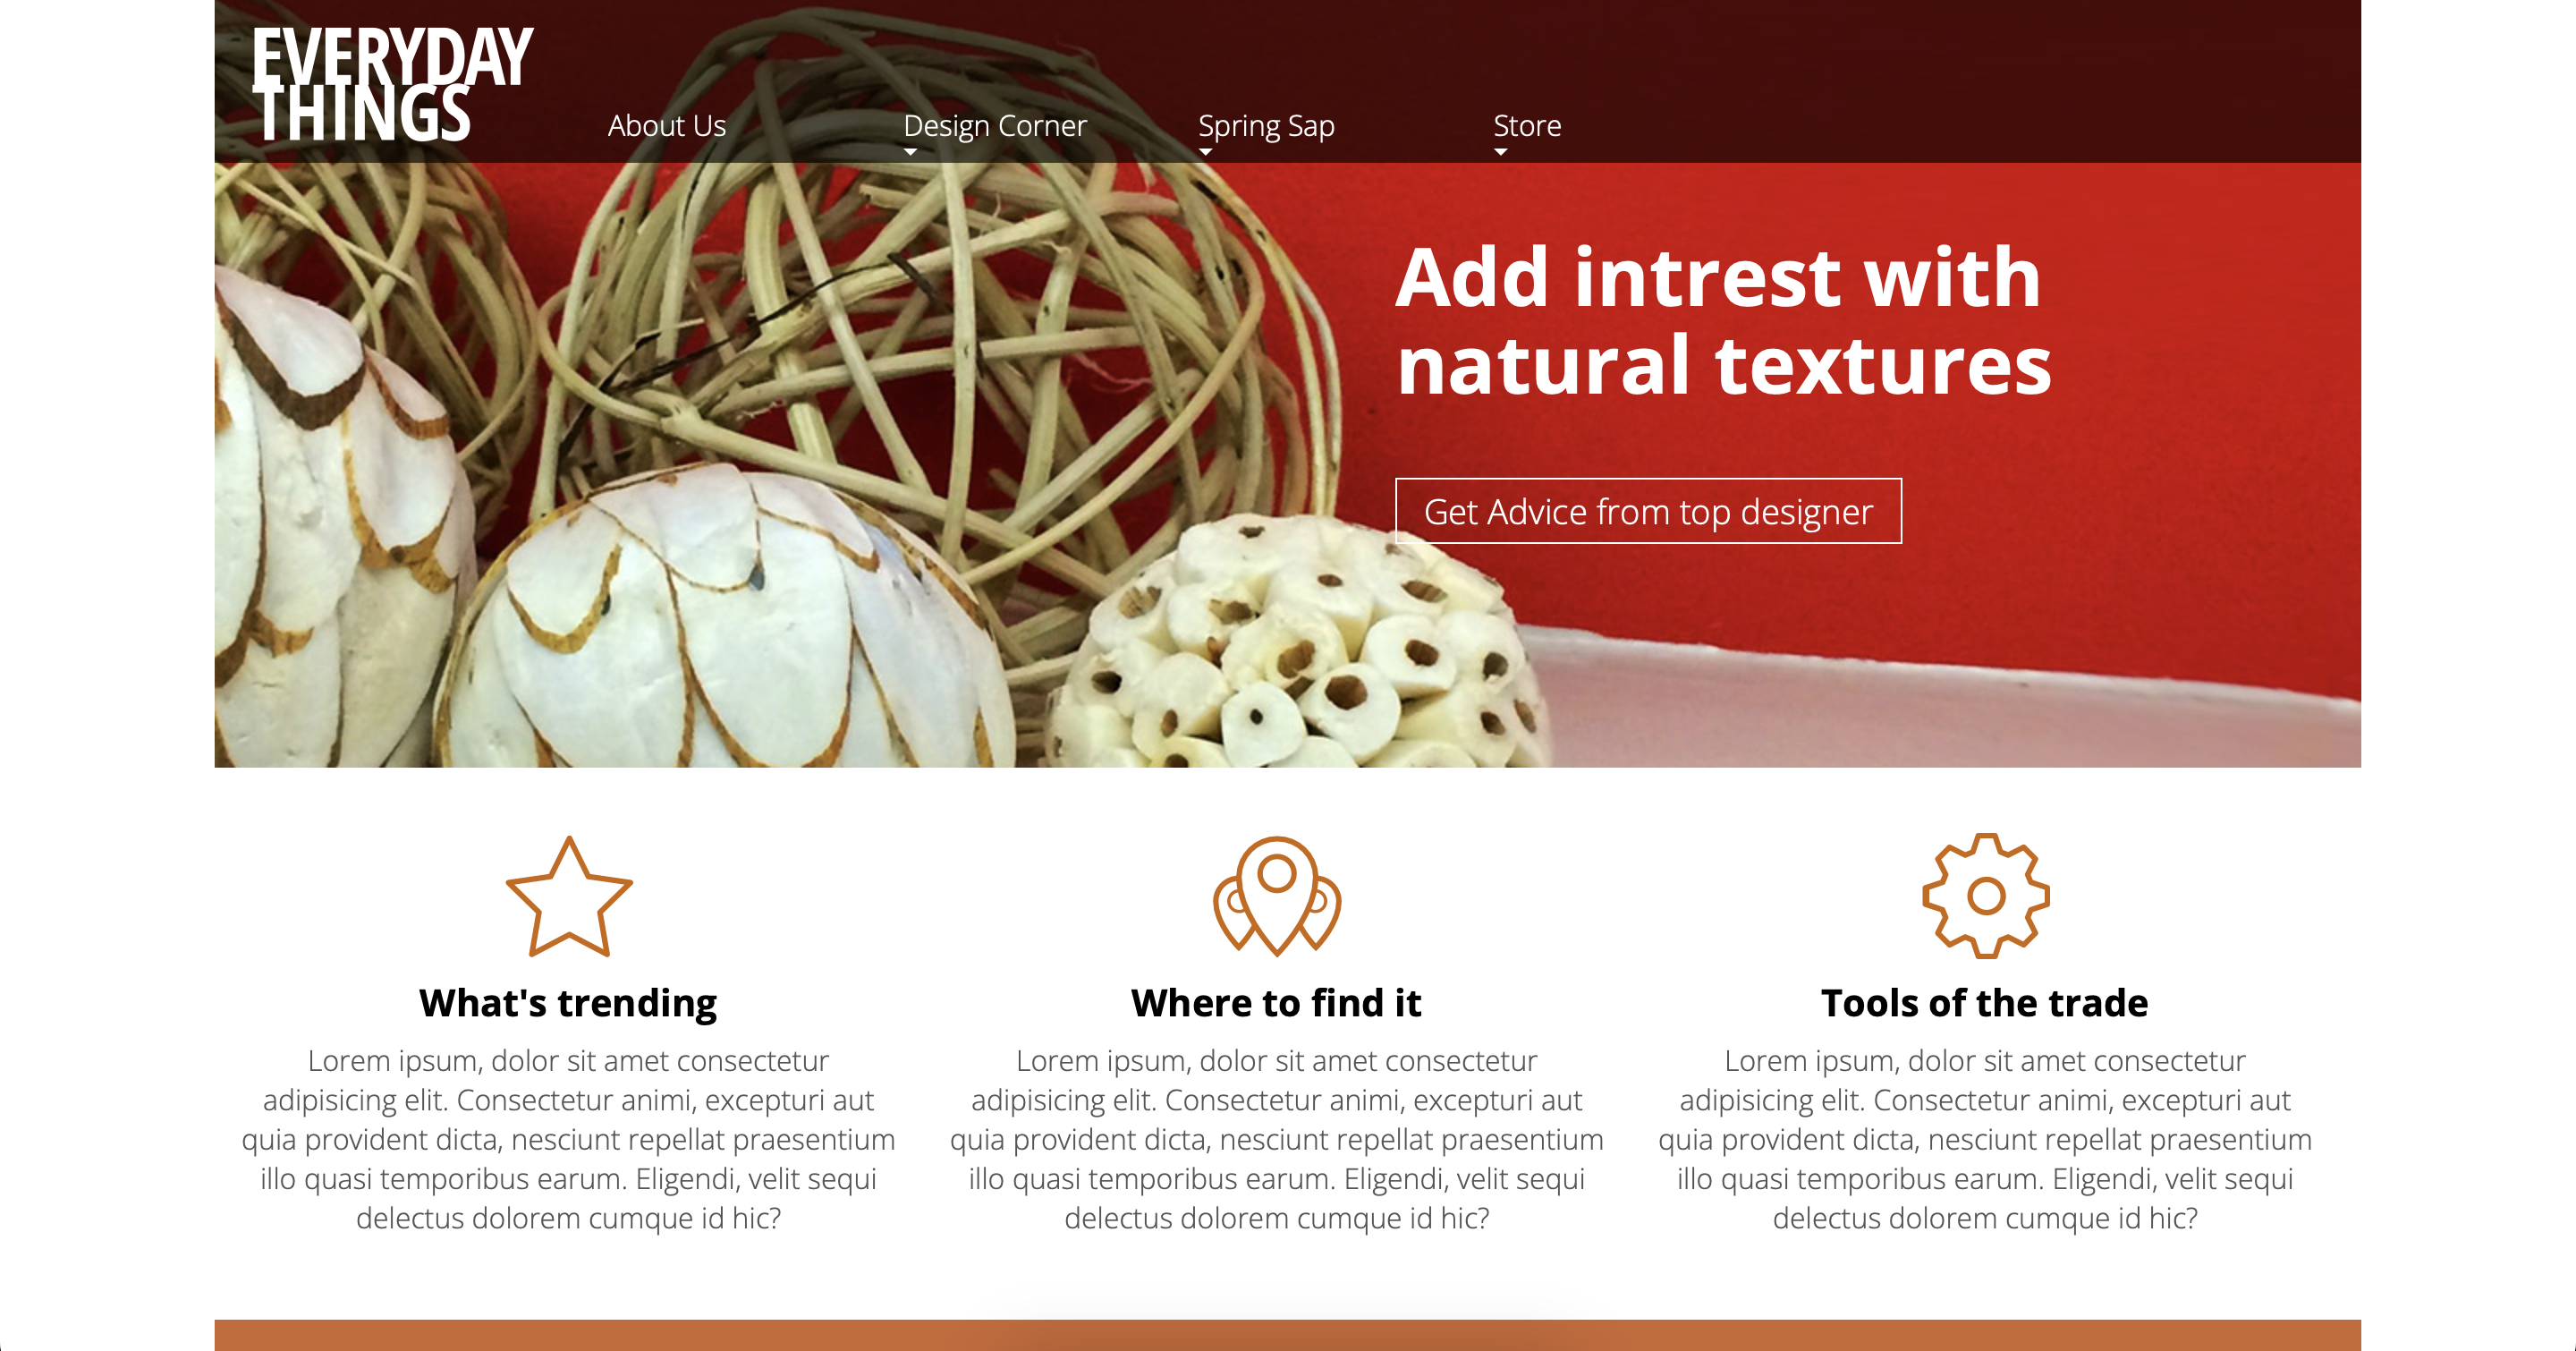 EVERYDAY
THINGS
About Us
Design Corner
Spring Sap
Store
Add intrest with
natural textures
Get Advice from top designer
What's trending
Lorem ipsum, dolor sit amet consectetur
adipisicing elit. Consectetur animi, excepturi aut
quia provident dicta, nesciunt repellat praesentium
illo quasi temporibus earum. Eligendi, velit sequi
delectus dolorem cumque id hic?
Where to find it
Lorem ipsum, dolor sit amet consectetur
adipisicing elit. Consectetur animi, excepturi aut
quia provident dicta, nesciunt repellat praesentium
illo quasi temporibus earum. Eligendi, velit sequi
delectus dolorem cumque id hic?
Tools of the trade
Lorem ipsum, dolor sit amet consectetur
adipisicing elit. Consectetur animi, excepturi aut
quia provident dicta, nesciunt repellat praesentium
illo quasi temporibus earum. Eligendi, velit sequi
delectus dolorem cumque id hic?